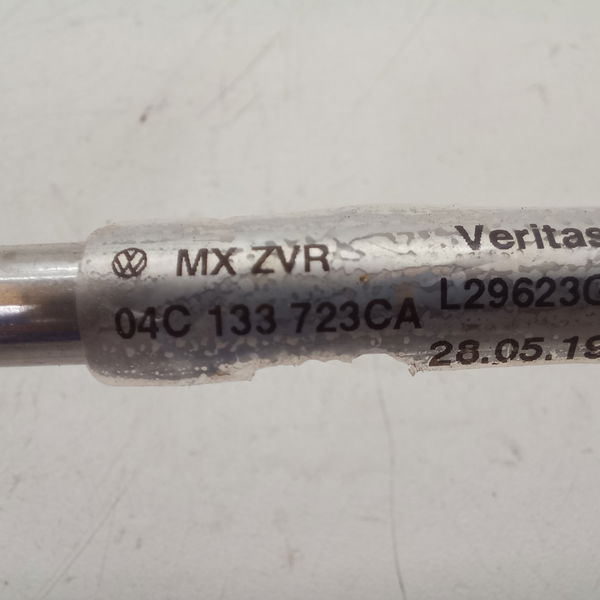 MX ZVR
04C 133 723CA
Veritas
L29623
28.05.19